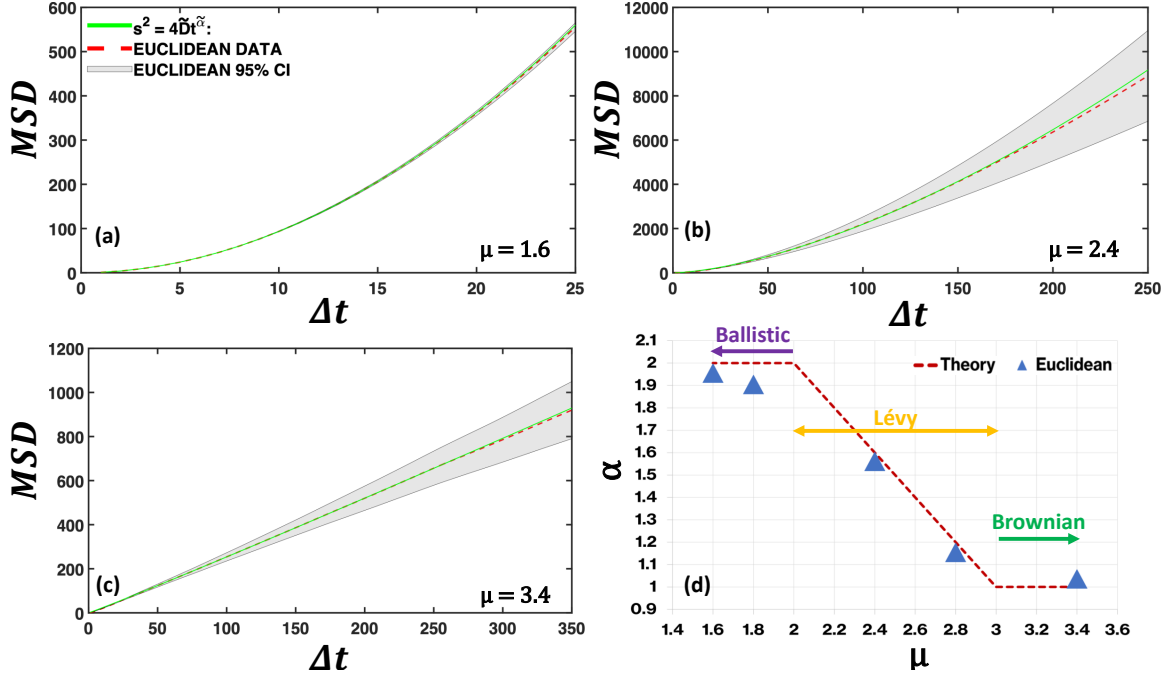 600
500
400
300
200
100
0
MSD
s² = 4D̃t^α̃:
EUCLIDEAN DATA
EUCLIDEAN 95% CI
(a)
μ = 1.6
0 5 10 15 20 25
Δt
12000
10000
8000
6000
4000
2000
0
MSD
(b)
μ = 2.4
0 50 100 150 200 250
Δt
1200
1000
800
600
400
200
0
MSD
(c)
μ = 3.4
0 50 100 150 200 250 300 350
Δt
2.1
2
1.9
1.8
1.7
1.6
1.5
1.4
1.3
1.2
1.1
1
0.9
α
Ballistic
Theory Euclidean
Lévy
Brownian
(d)
1.4 1.6 1.8 2 2.2 2.4 2.6 2.8 3 3.2 3.4 3.6
μ